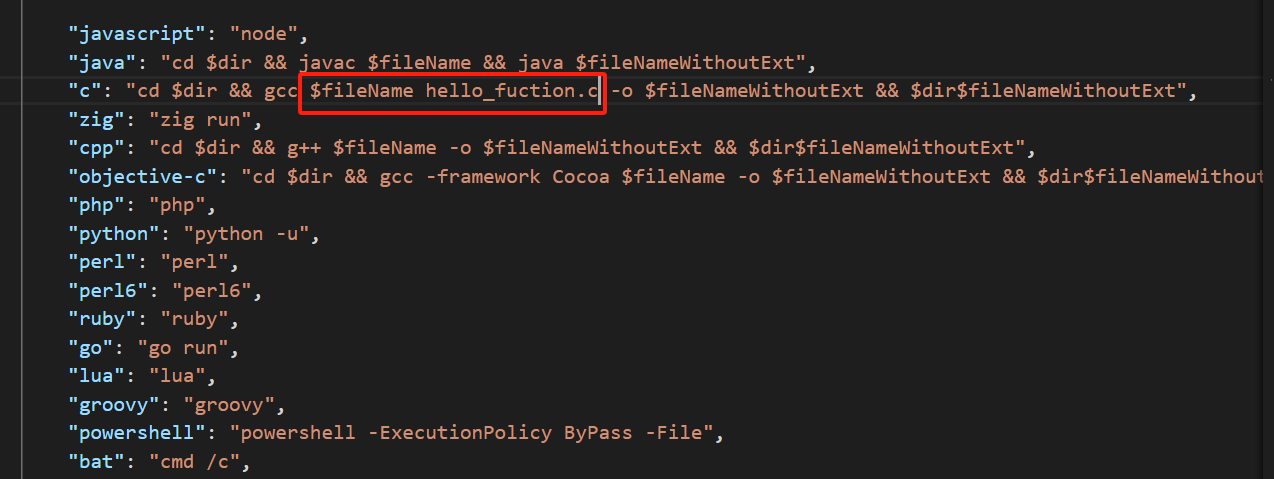 "javascript": "node",
"java": "cd $dir && javac $fileName && java $fileNameWithoutExt",
"c": "cd $dir && gcc $fileName hello_fuction.c -o $fileNameWithoutExt && $dir$fileNameWithoutExt",
"zig": "zig run",
"cpp": "cd $dir && g++ $fileName -o $fileNameWithoutExt && $dir$fileNameWithoutExt",
"objective-c": "cd $dir && gcc -framework Cocoa $fileName -o $fileNameWithoutExt && $dir$fileNameWithout
"php": "php",
"python": "python -u",
"perl": "perl",
"perl6": "perl6",
"ruby": "ruby",
"go": "go run",
"lua": "lua",
"groovy": "groovy",
"powershell": "powershell -ExecutionPolicy ByPass -File",
"bat": "cmd /c",